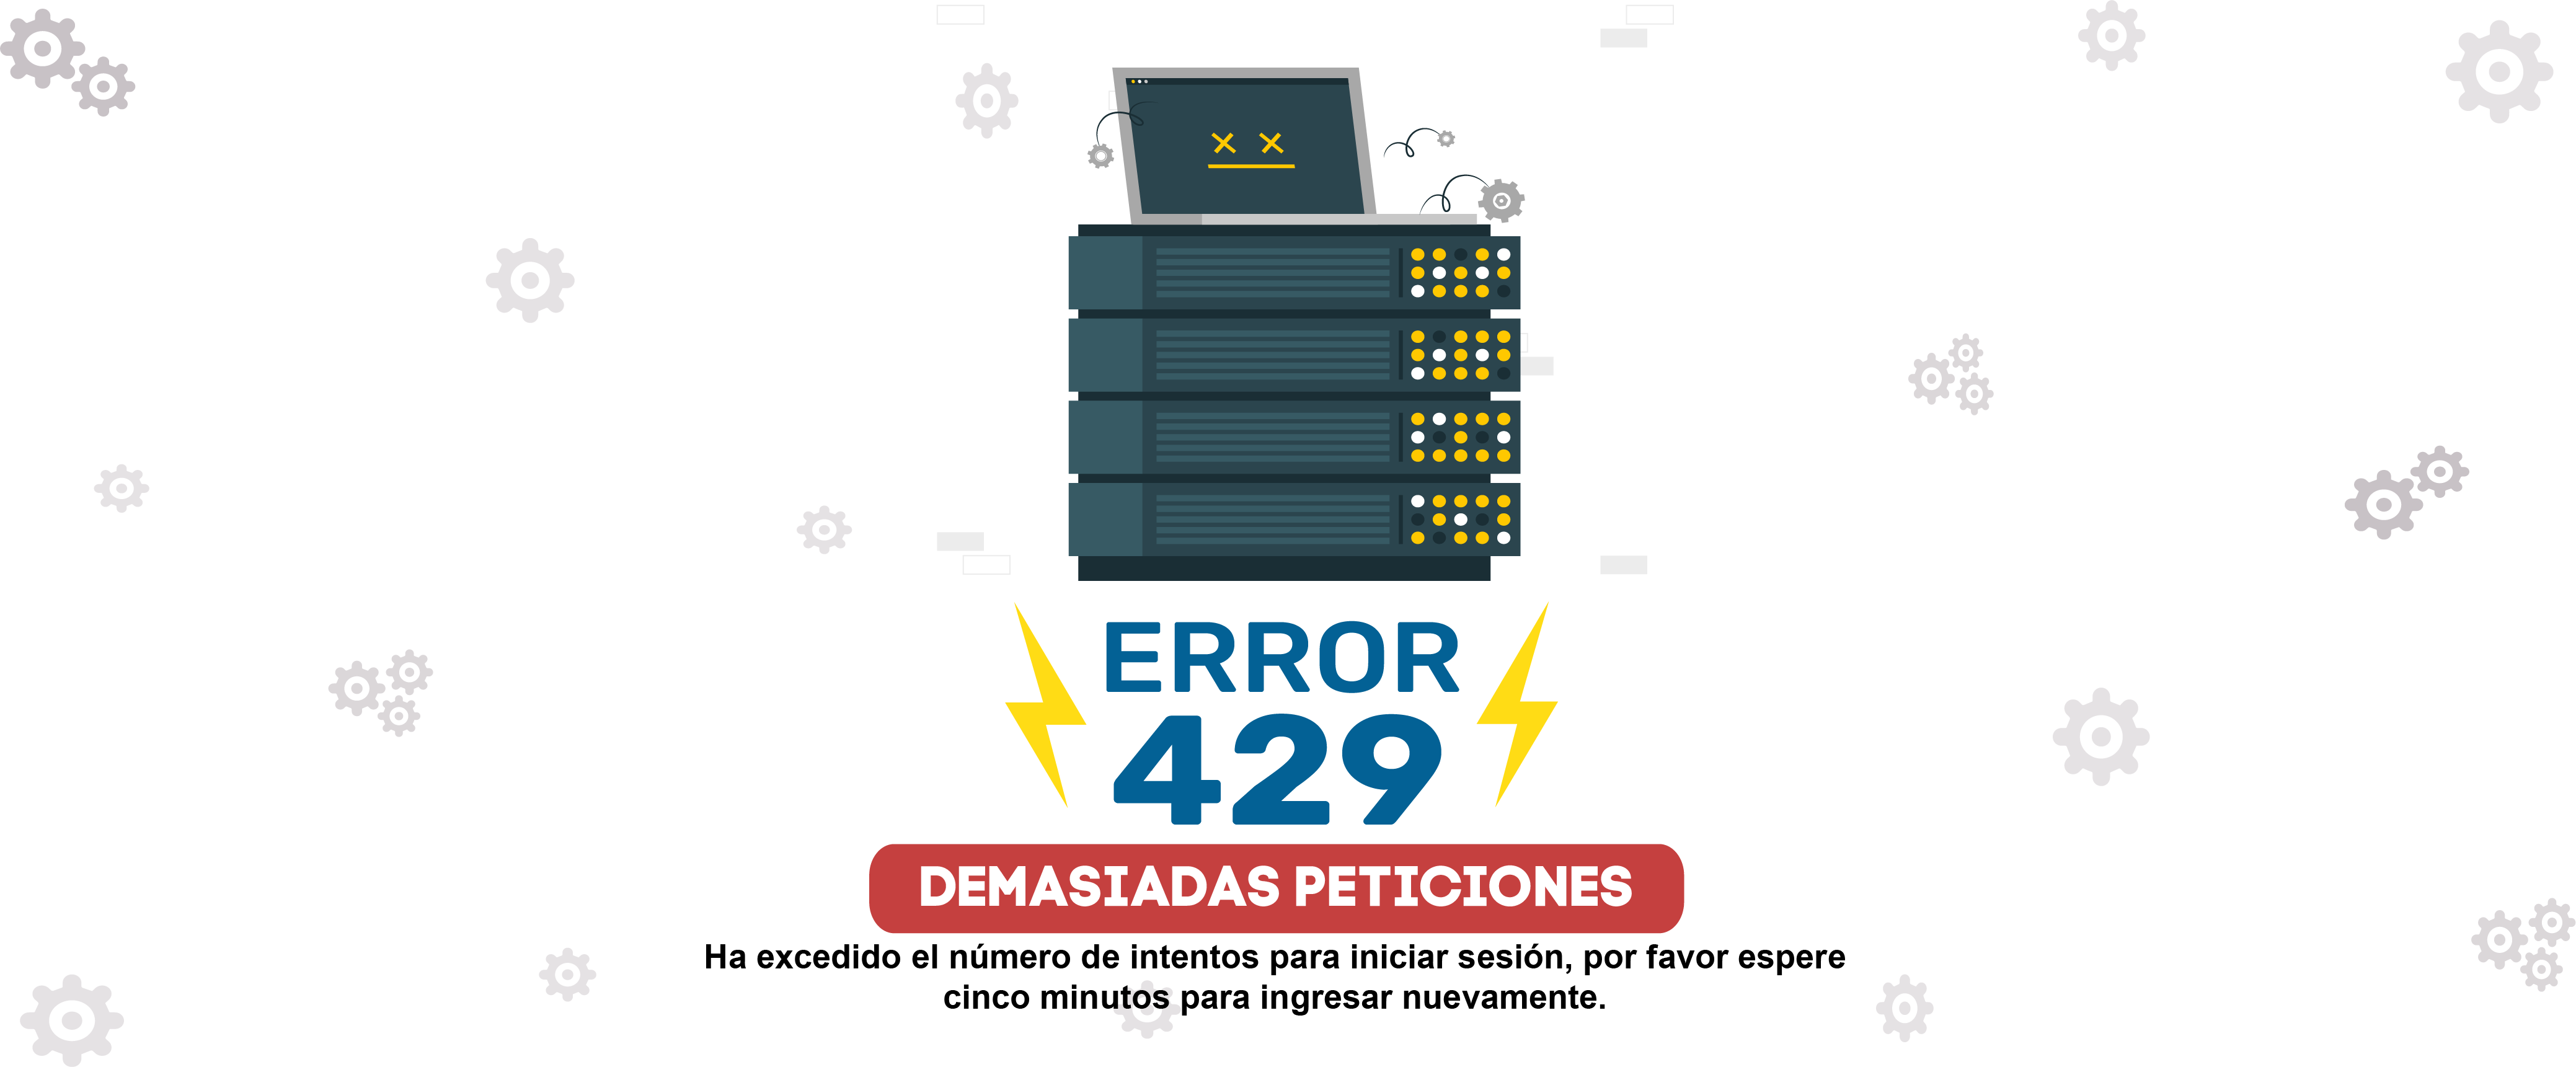 ERROR
429
DEMASIADAS PETICIONES
Ha excedido el número de intentos para iniciar sesión, por favor espere
cinco minutos para ingresar nuevamente.